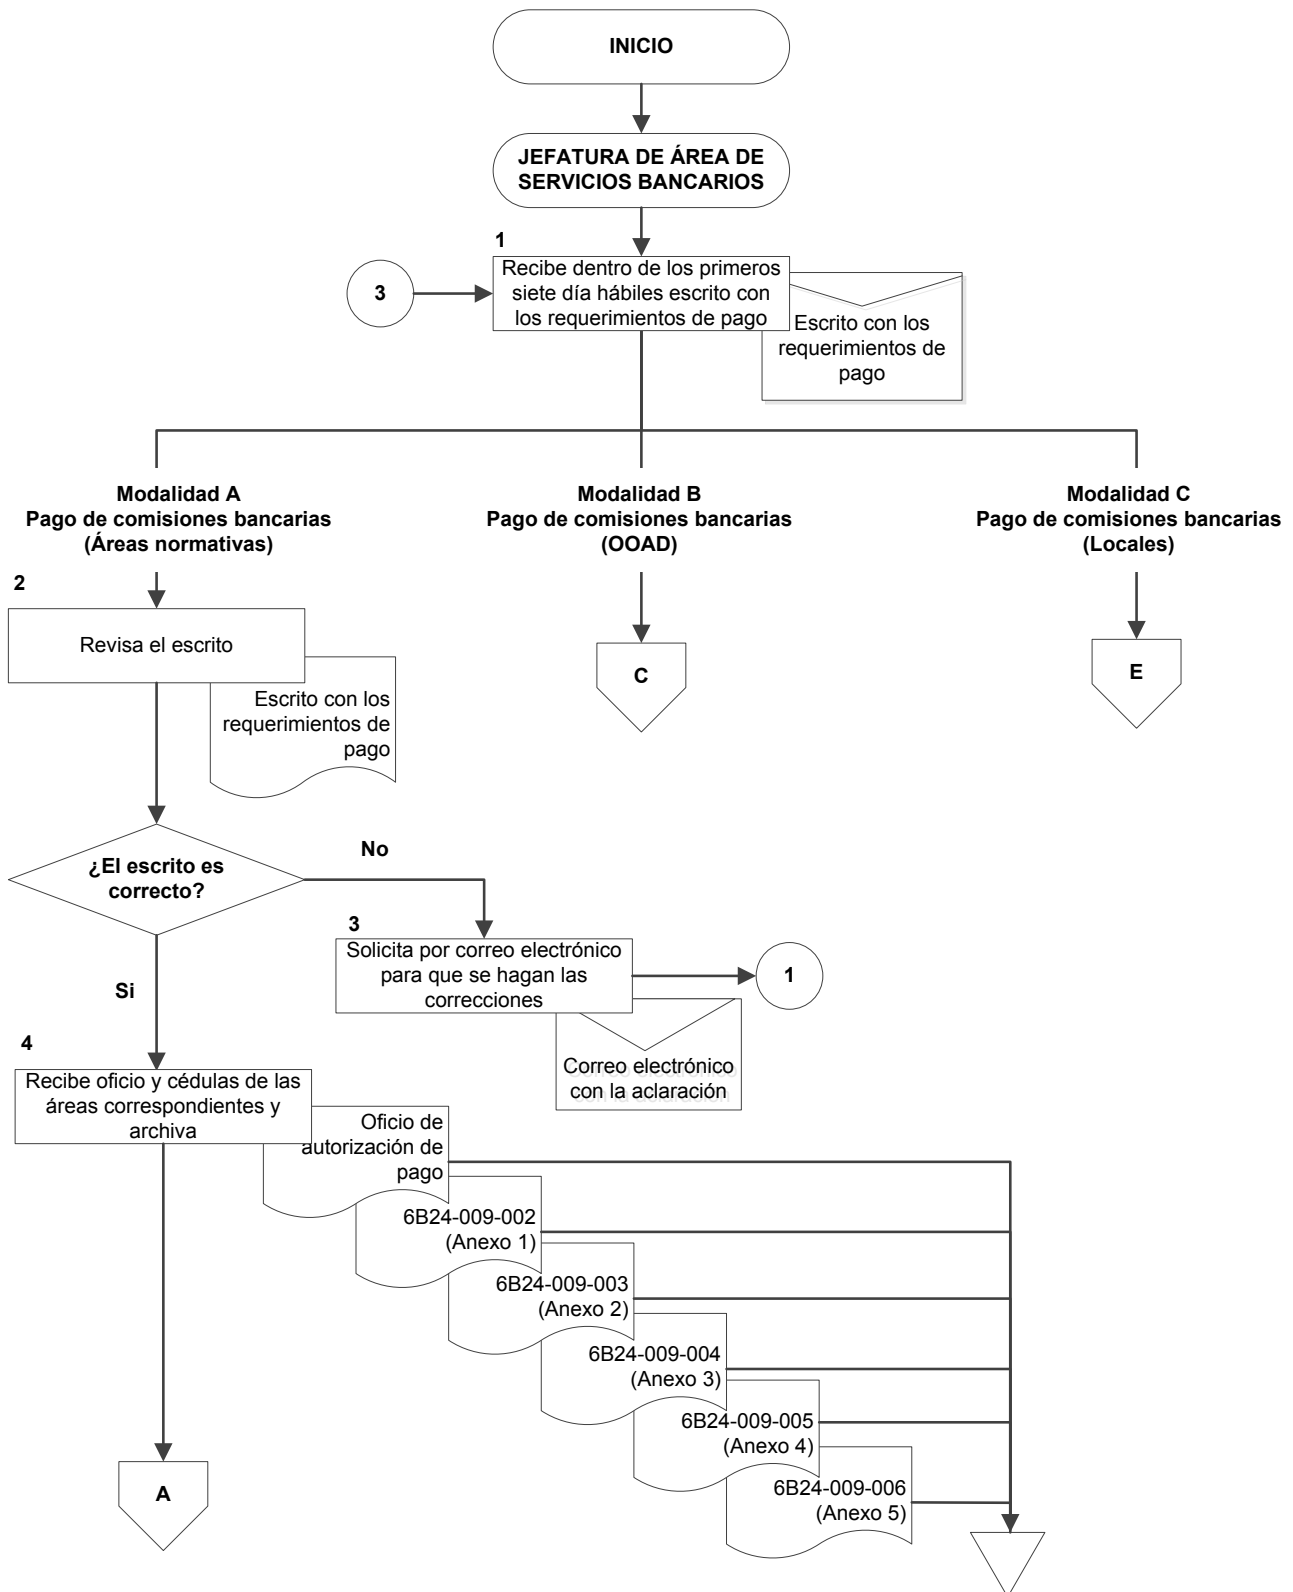 INICIO
JEFATURA DE ÁREA DE
SERVICIOS BANCARIOS
1
3
Recibe dentro de los primeros
siete día hábiles escrito con
los requerimientos de pago
Escrito con los
requerimientos de
pago
Modalidad A
Pago de comisiones bancarias
(Áreas normativas)
Modalidad B
Pago de comisiones bancarias
(OOAD)
Modalidad C
Pago de comisiones bancarias
(Locales)
2
Revisa el escrito
Escrito con los
requerimientos de
pago
C
E
¿El escrito es
correcto?
No
3
Solicita por correo electrónico
para que se hagan las
correcciones
1
Correo electrónico
con la aclaración
Si
4
Recibe oficio y cédulas de las
áreas correspondientes y
archiva
Oficio de
autorización de
pago
6B24-009-002
(Anexo 1)
6B24-009-003
(Anexo 2)
6B24-009-004
(Anexo 3)
6B24-009-005
(Anexo 4)
6B24-009-006
(Anexo 5)
A